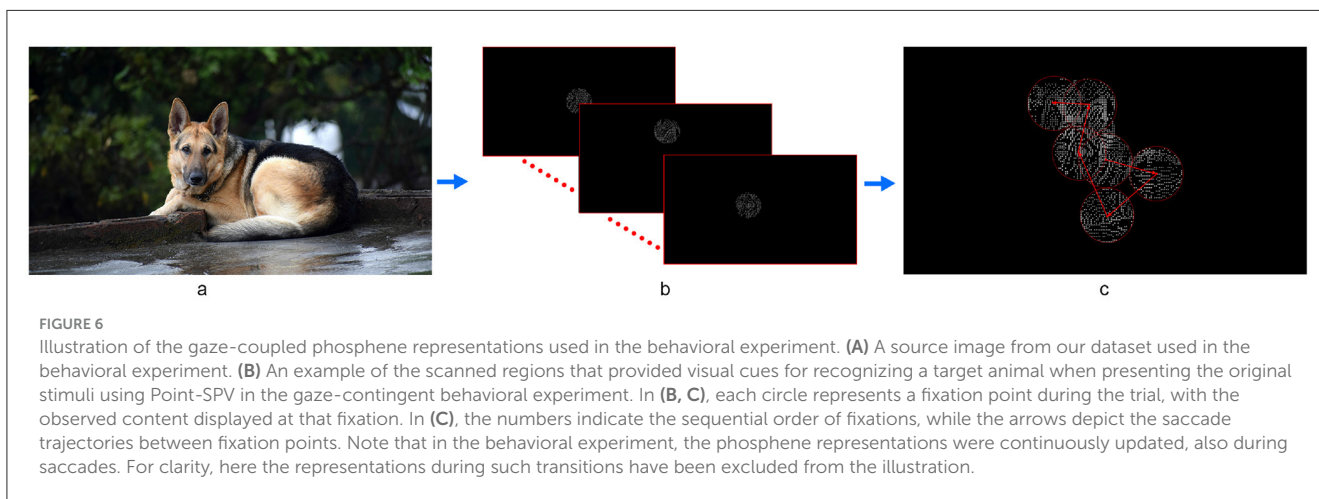 a
b
c
FIGURE 6
Illustration of the gaze-coupled phosphene representations used in the behavioral experiment. (A) A source image from our dataset used in the
behavioral experiment. (B) An example of the scanned regions that provided visual cues for recognizing a target animal when presenting the original
stimuli using Point-SPV in the gaze-contingent behavioral experiment. In (B, C), each circle represents a fixation point during the trial, with the
observed content displayed at that fixation. In (C), the numbers indicate the sequential order of fixations, while the arrows depict the saccade
trajectories between fixation points. Note that in the behavioral experiment, the phosphene representations were continuously updated, also during
saccades. For clarity, here the representations during such transitions have been excluded from the illustration.